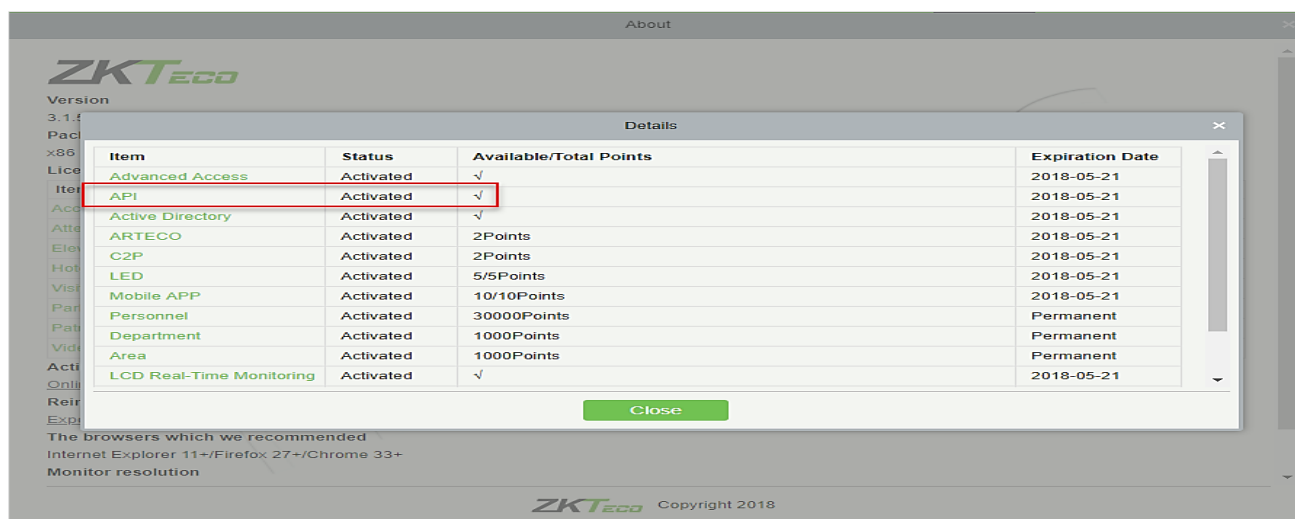 About
ZKTECO
Version
Details
x86
Item Status Available/Total Points Expiration Date
Advanced Access Activated √ 2018-05-21
API Activated √ 2018-05-21
Active Directory Activated √ 2018-05-21
ARTECO Activated 2Points 2018-05-21
C2P Activated 2Points 2018-05-21
LED Activated 5/5Points 2018-05-21
Mobile APP Activated 10/10Points 2018-05-21
Personnel Activated 30000Points Permanent
Department Activated 1000Points Permanent
Area Activated 1000Points Permanent
LCD Real-Time Monitoring Activated √ 2018-05-21
Close
The browsers which we recommended
Internet Explorer 11+/Firefox 27+/Chrome 33+
Monitor resolution
ZKTECO Copyright 2018